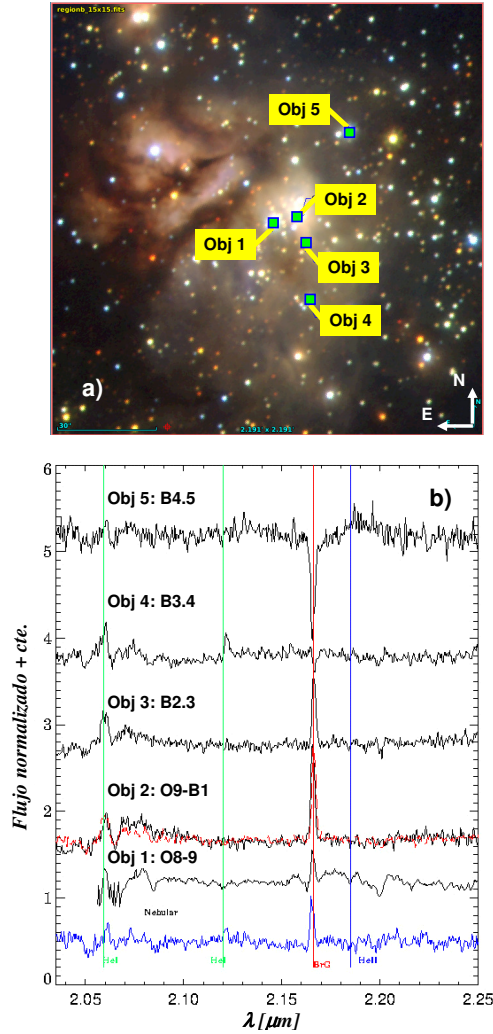 regionb_15x15.fits
Obj 5
Obj 2
Obj 1
Obj 3
Obj 4
a)
N
N
E
30"
2.191' x 2.191'
b)
6
Obj 5: B4.5
5
Obj 4: B3.4
4
Obj 3: B2.3
3
Obj 2: O9-B1
2
Obj 1: O8-9
1
Nebular
HeI
HeI
BrG
HeII
0
2.05
2.10
2.15
2.20
2.25
Flujo normalizado + cte.
λ [μm]